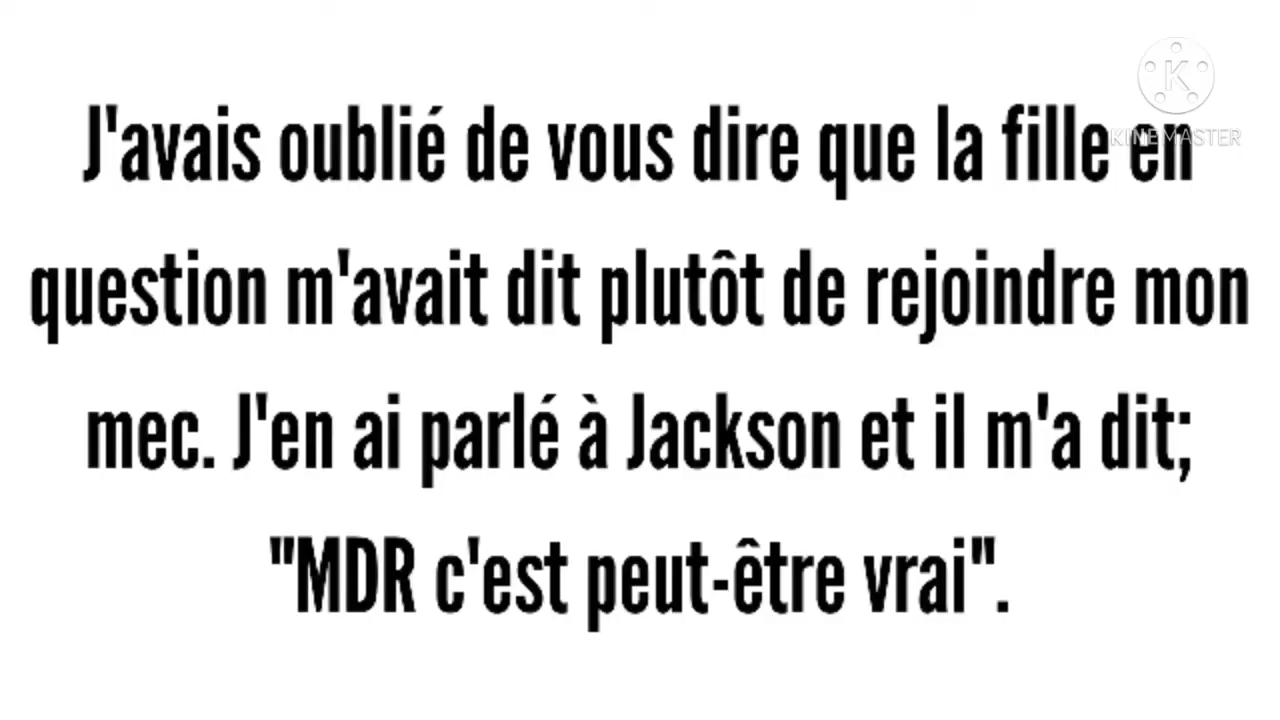 J'avais oublié de vous dire que la fille en
question m'avait dit plutôt de rejoindre mon
mec. J'en ai parlé à Jackson et il m'a dit;
"MDR c'est peut-être vrai".
K
KINEMASTER